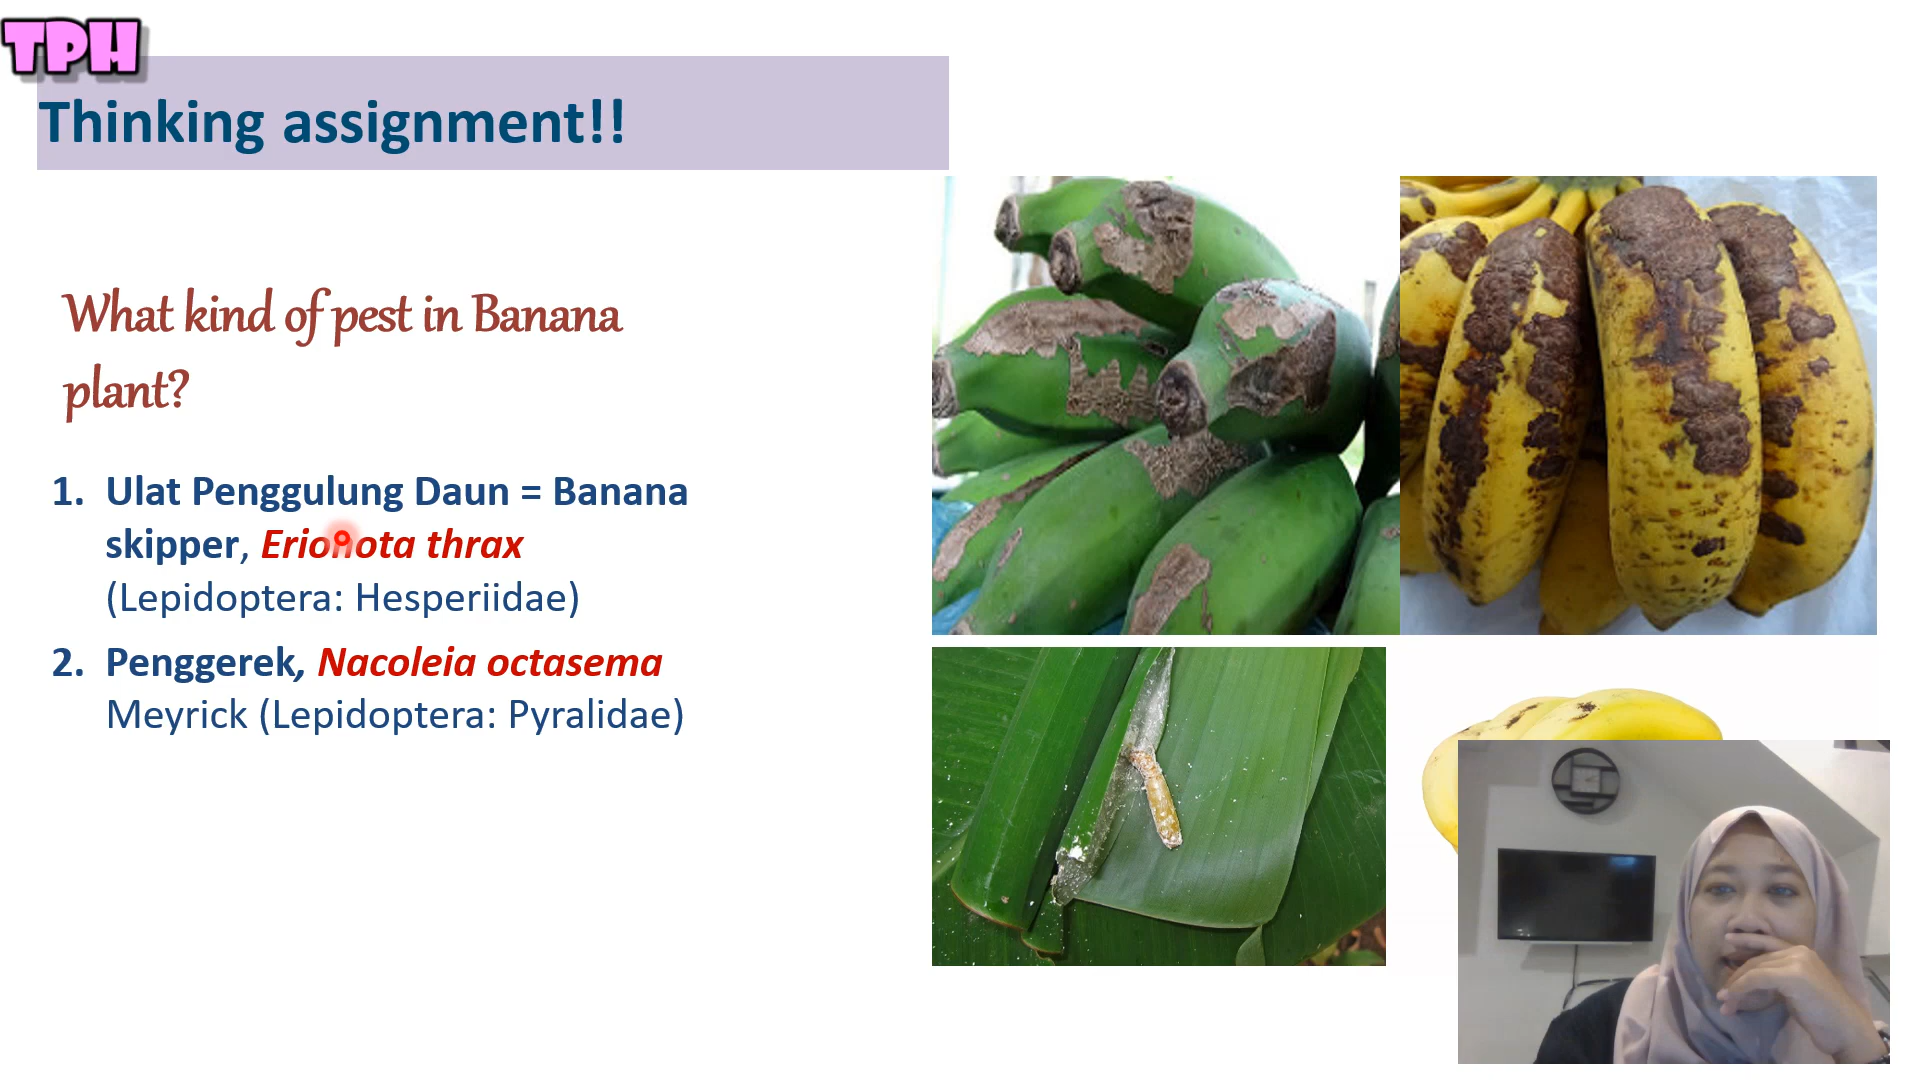 TPH
Thinking assignment!!
What kind of pest in Banana
plant?
1. Ulat Penggulung Daun = Banana
skipper, Erionota thrax
(Lepidoptera: Hesperiidae)
2. Penggerek, Nacoleia octasema
Meyrick (Lepidoptera: Pyralidae)